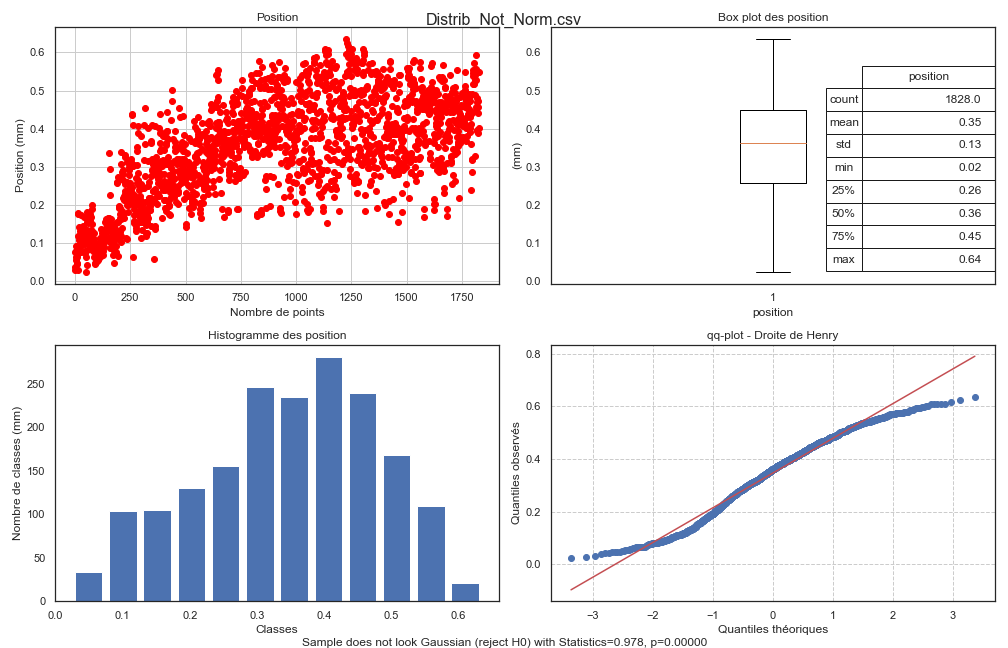 Distrib_Not_Norm.csv
Position
Position (mm)
0.6
0.5
0.4
0.3
0.2
0.1
0.0
0
250
500
750
1000
1250
1500
1750
Nombre de points
Box plot des position
(mm)
0.6
0.5
0.4
0.3
0.2
0.1
0.0
1
position
position
count 1828.0
mean 0.35
std 0.13
min 0.02
25% 0.26
50% 0.36
75% 0.45
max 0.64
Histogramme des position
Nombre de classes (mm)
250
200
150
100
50
0
0.0
0.1
0.2
0.3
0.4
0.5
0.6
Classes
qq-plot - Droite de Henry
Quantiles observés
0.8
0.6
0.4
0.2
0.0
−3
−2
−1
0
1
2
3
Quantiles théoriques
Sample does not look Gaussian (reject H0) with Statistics=0.978, p=0.00000